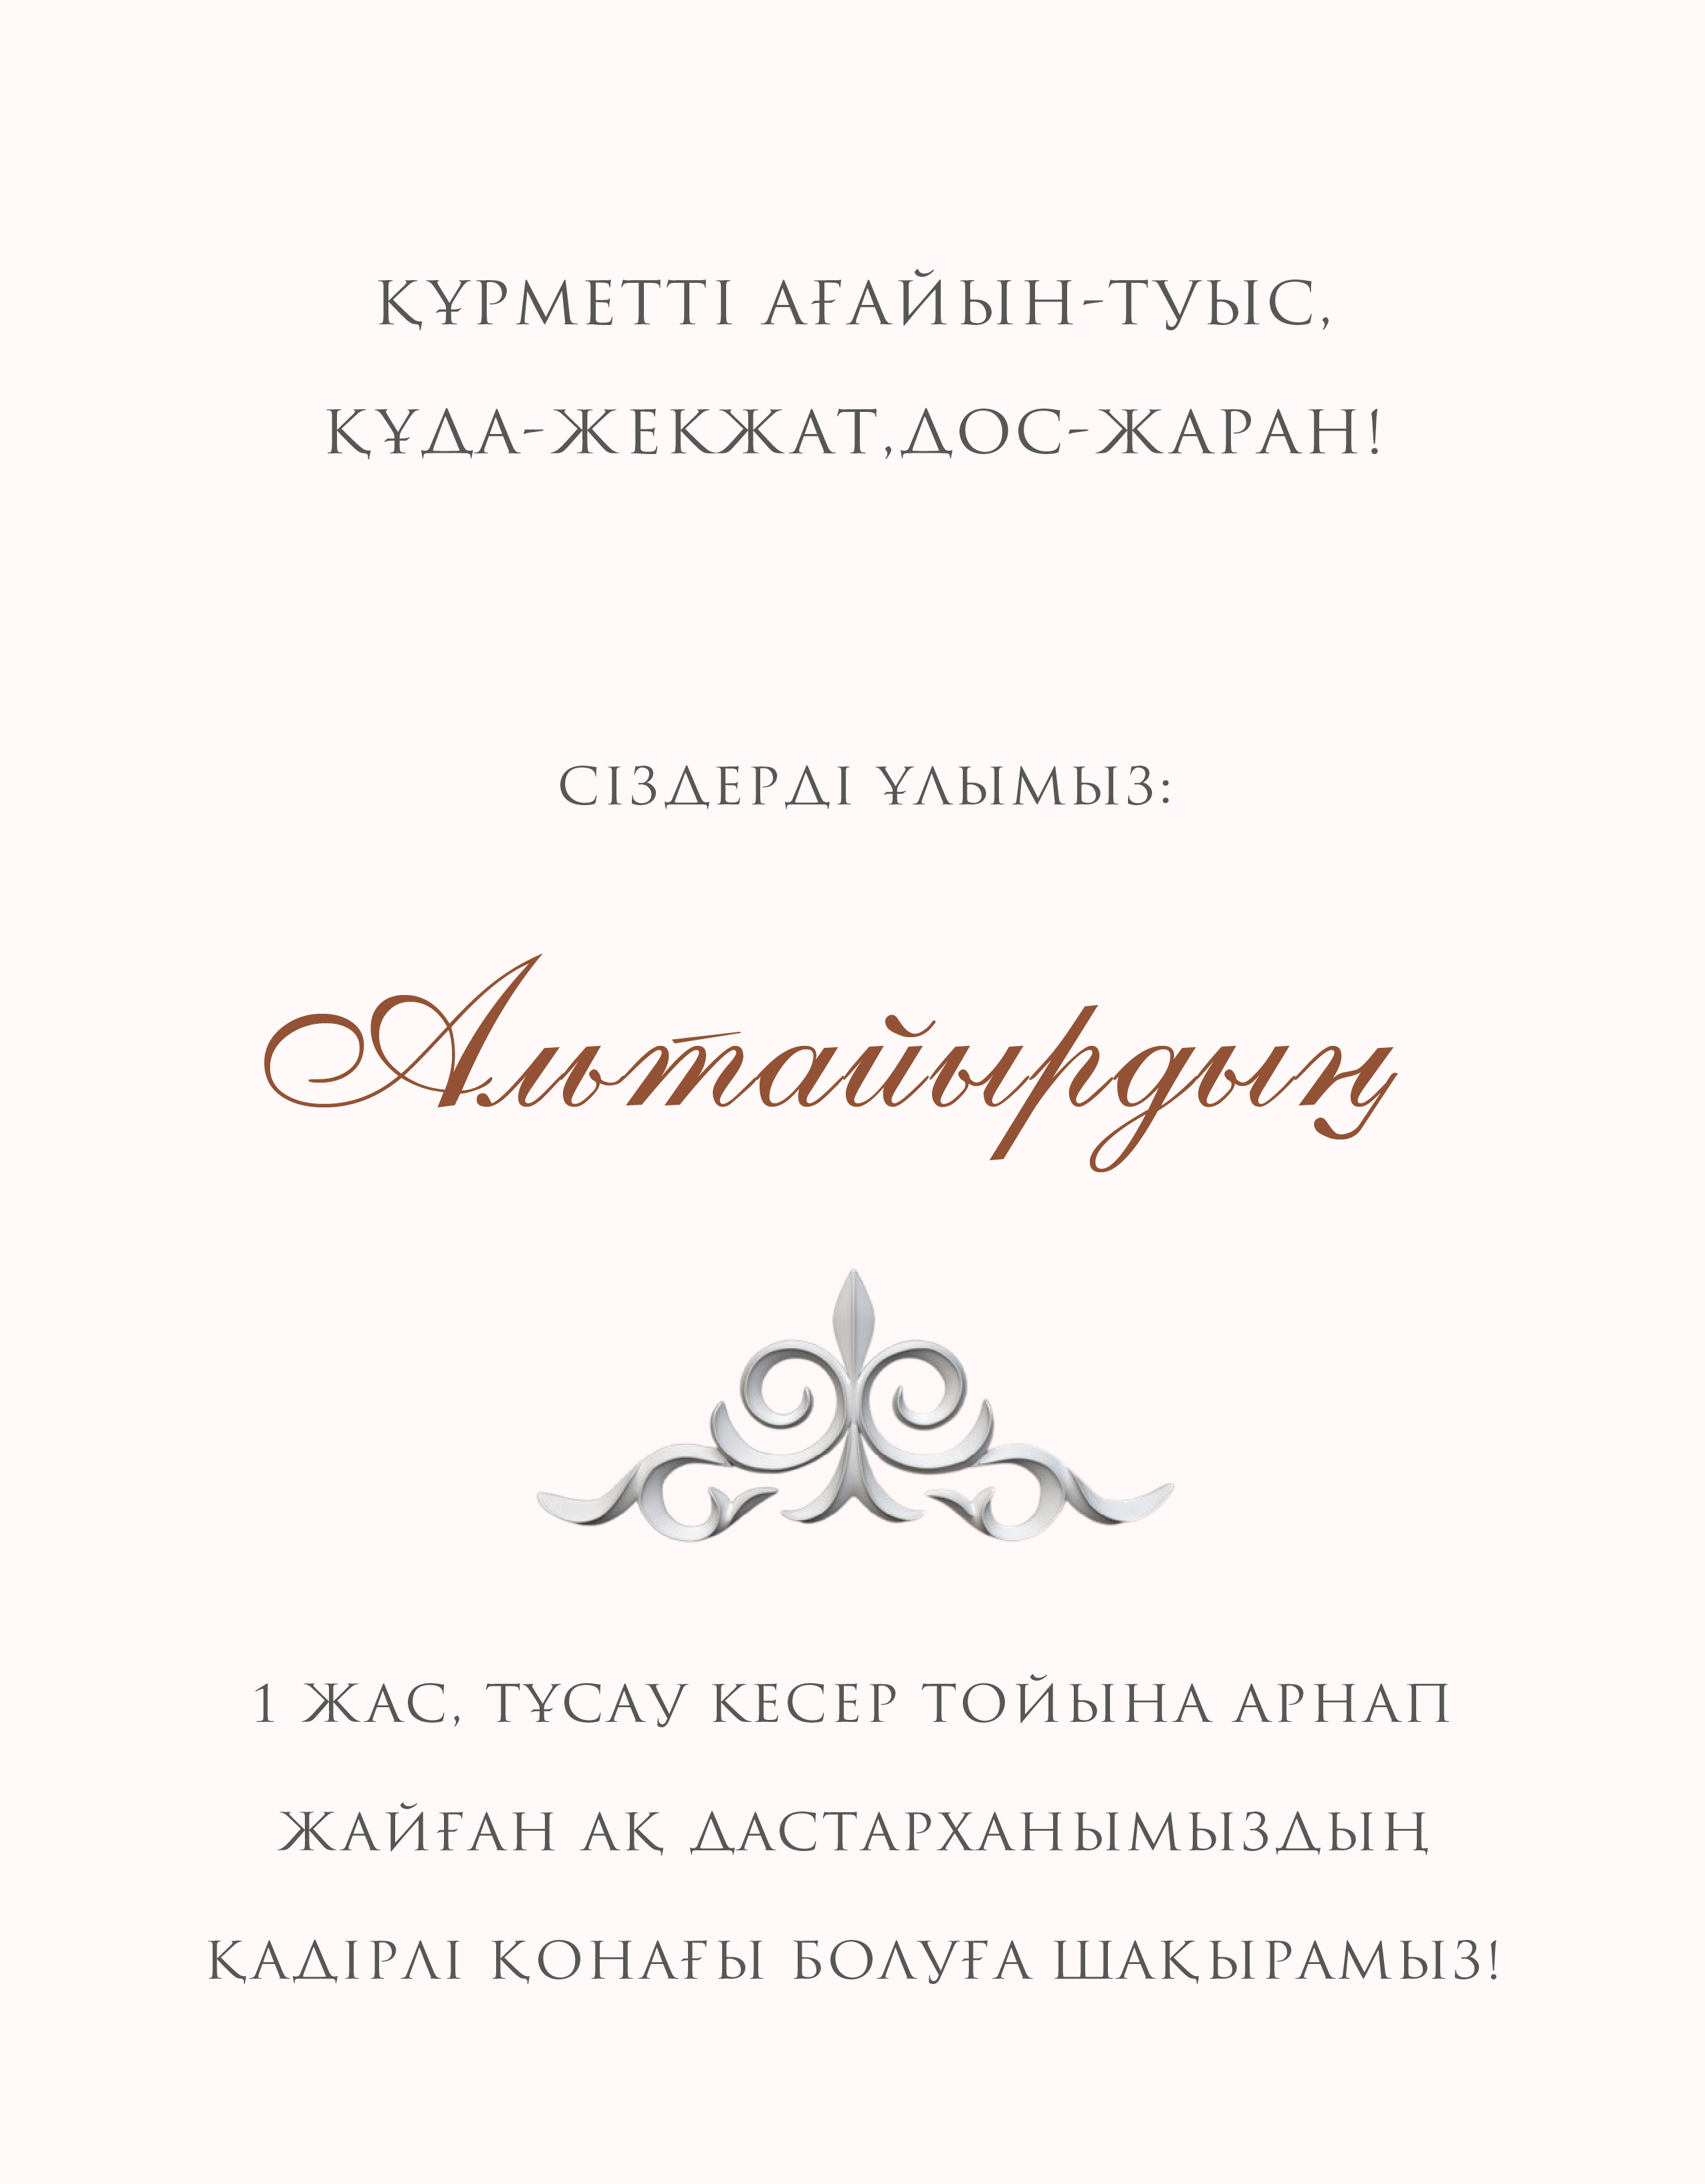 ҚҰРМЕТТІ АҒАЙЫН-ТУЫС,
ҚҰДА-ЖЕКЖАТ,ДОС-ЖАРАН!
СІЗДЕРДІ ҰЛЫМЫЗ:
Альтайырдың
1 ЖАС, ТҰСАУ КЕСЕР ТОЙЫНА АРНАП
ЖАЙҒАН АҚ ДАСТАРХАНЫМЫЗДЫҢ
ҚАДІРЛІ ҚОНАҒЫ БОЛУҒА ШАҚЫРАМЫЗ!